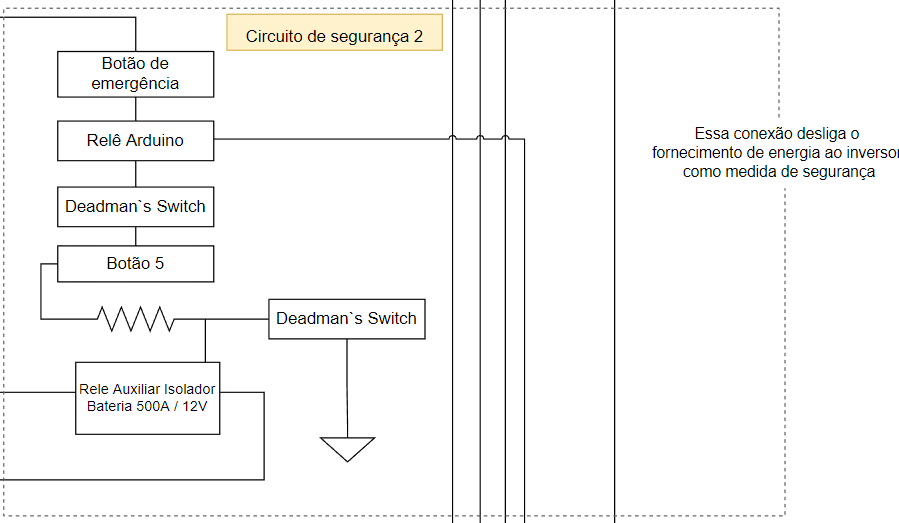 Circuito de segurança 2
Botão de
emergência
Relê Arduino
Essa conexão desliga o
fornecimento de energia ao inversor
como medida de segurança
Deadman`s Switch
Botão 5
Deadman`s Switch
Rele Auxiliar Isolador
Bateria 500A / 12V